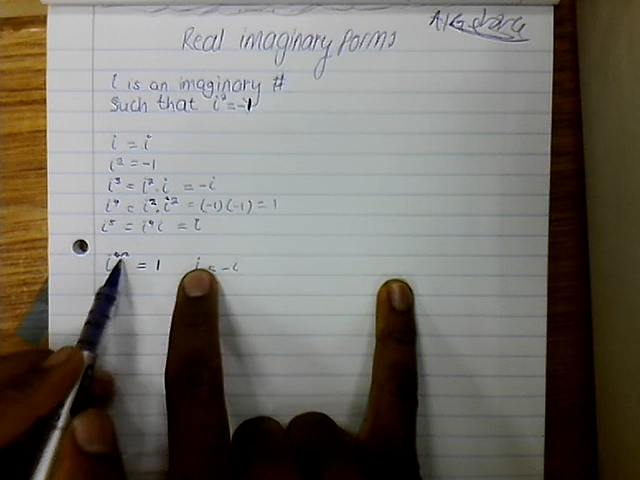 Algebra
Real imaginary Forms
i is an imaginary #
Such that i² = -1
i = i
i² = -1
i³ = i². i = -i
i⁴ = i². i² = (-1)(-1) = 1
i⁵ = i⁴i = i
= 1 i = -i